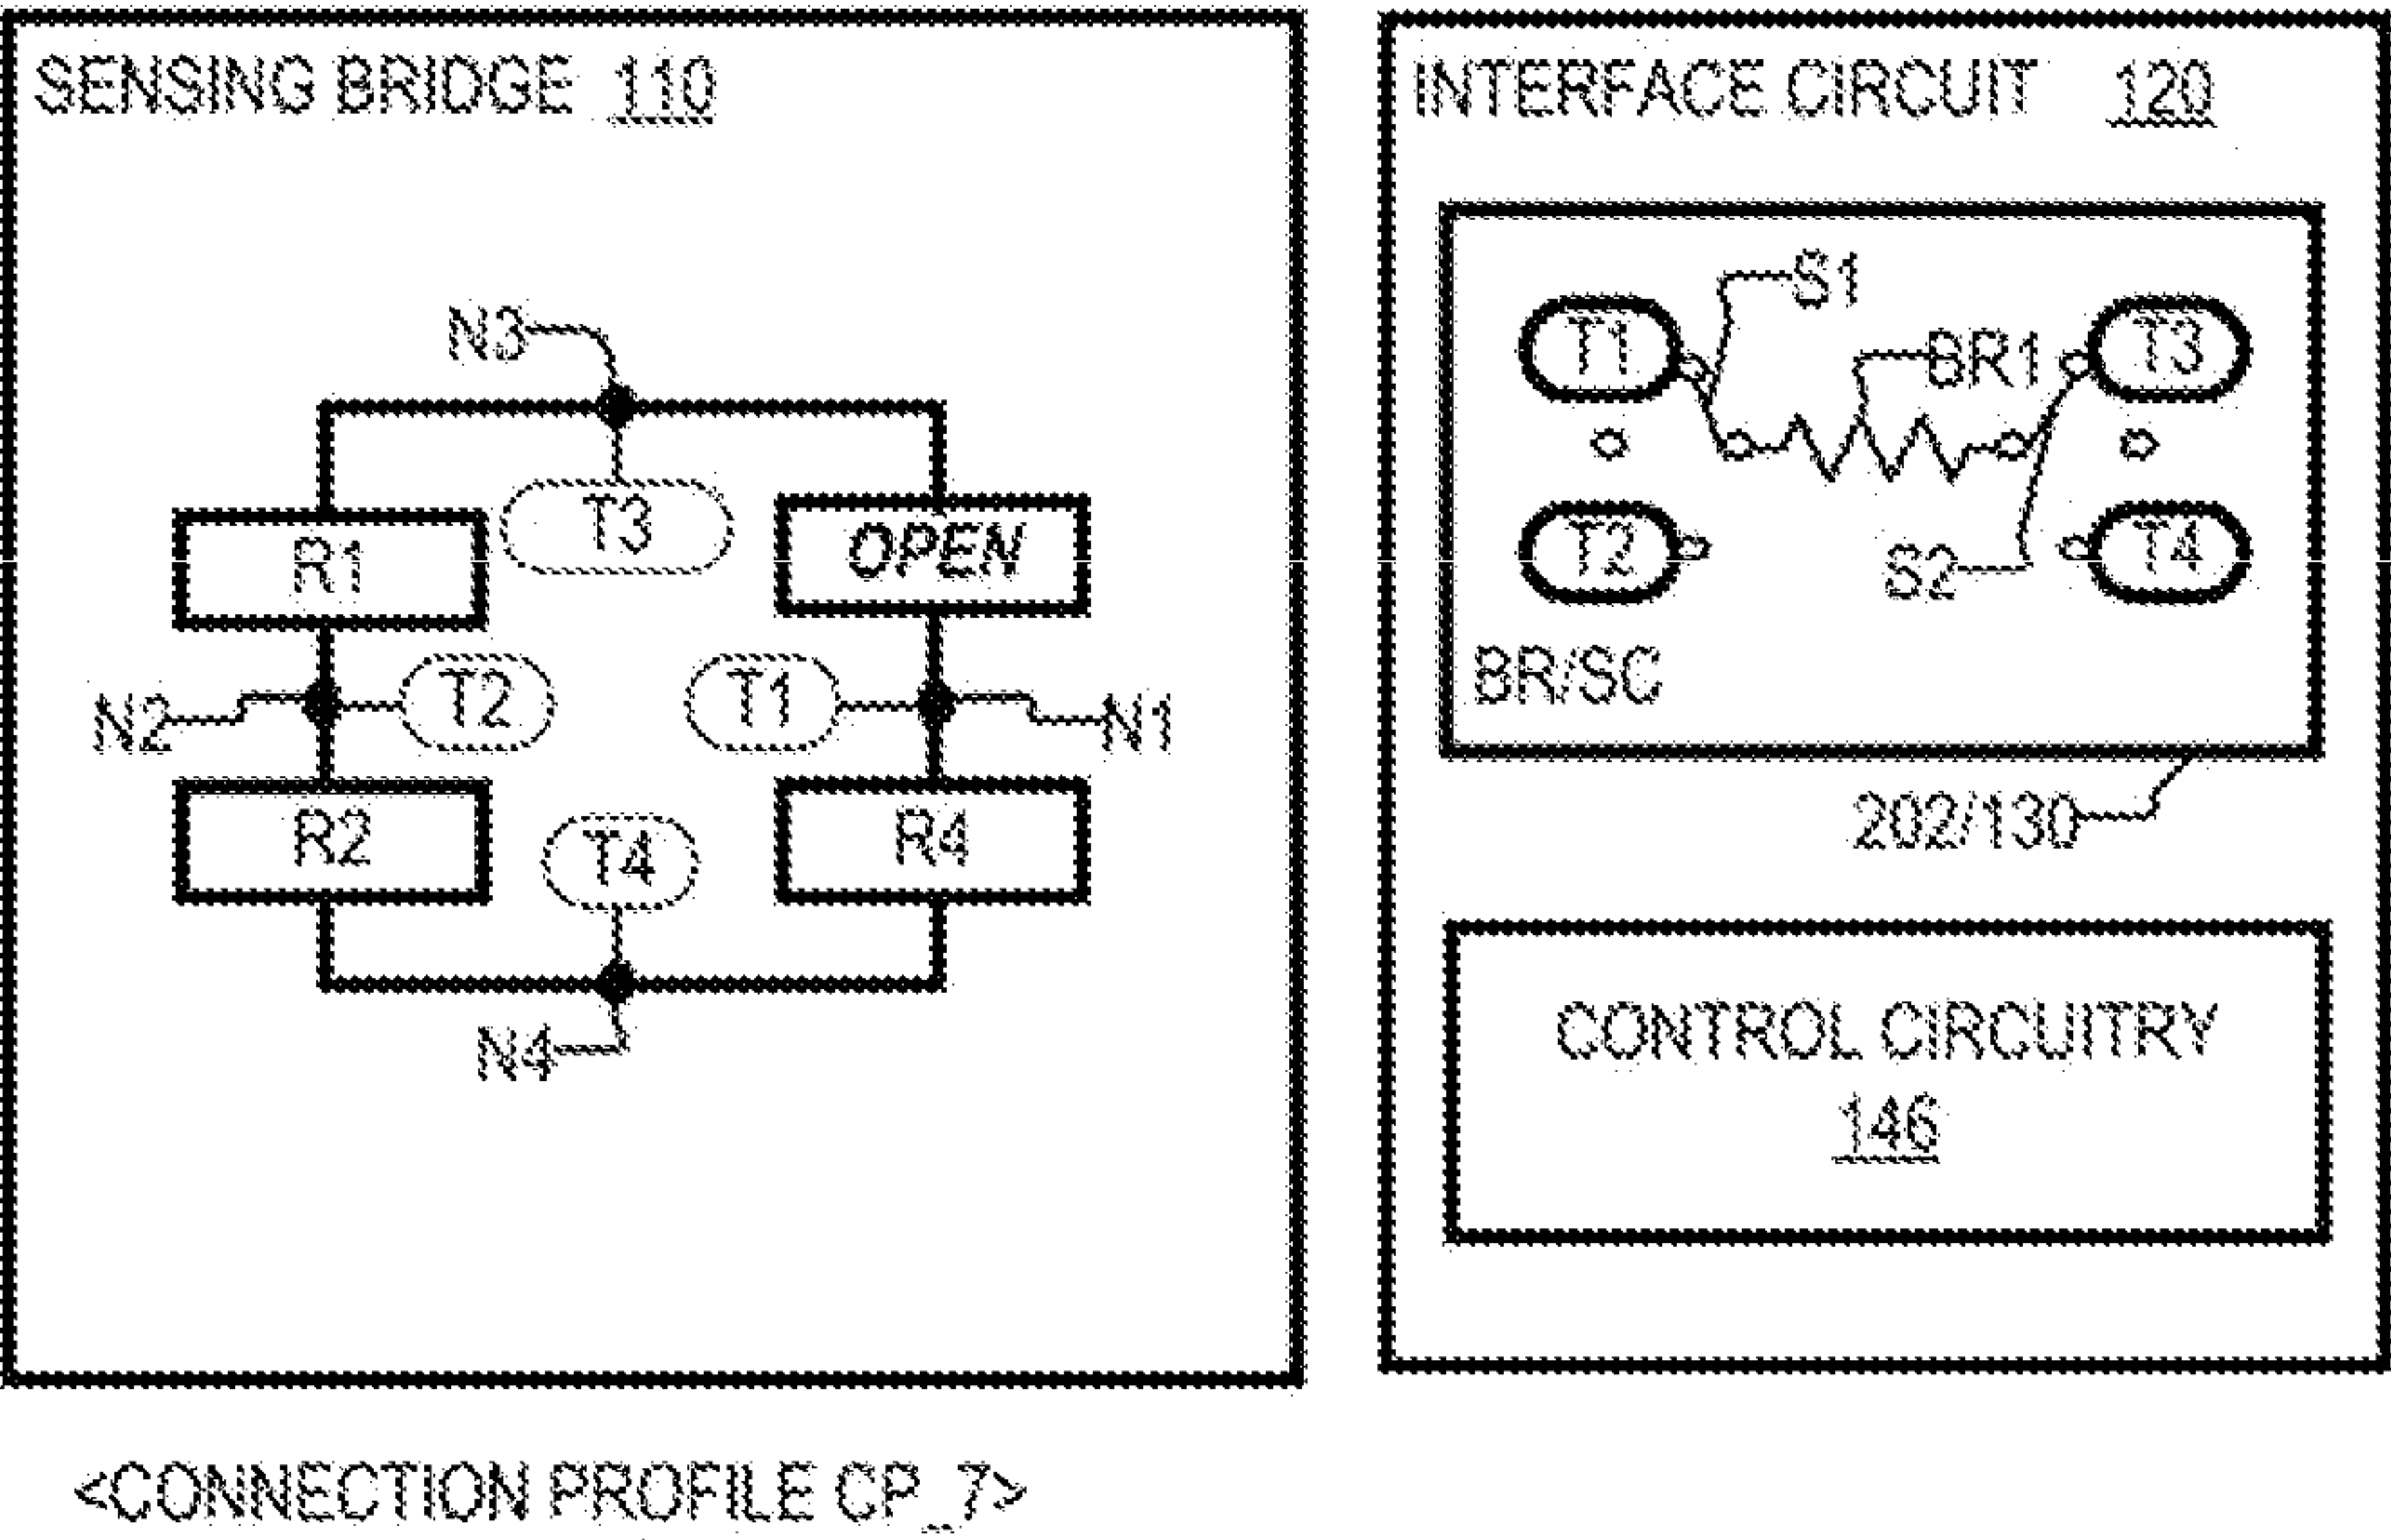 SENSING BRIDGE 110
N3
T3
R1
OPEN
N2
T2
T1
N1
R2
T4
R4
N4
INTERFACE CIRCUIT 120
S1
T1
BR1
T3
T2
S2
T4
BR/SC
202/130
CONTROL CIRCUITRY
146
<CONNECTION PROFILE CP_7>